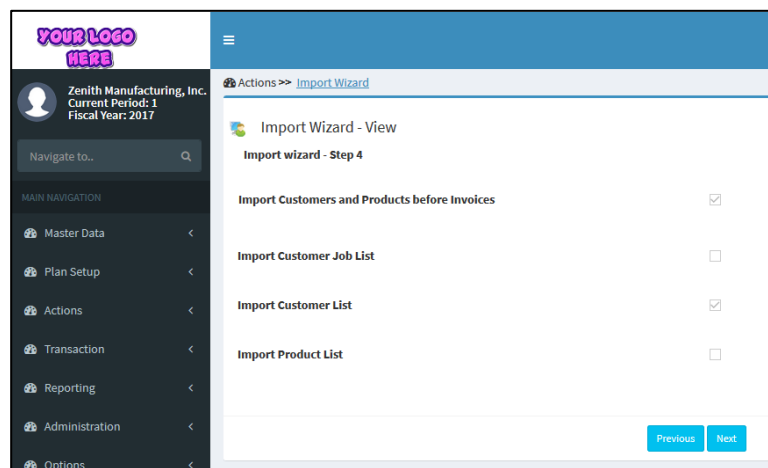 YOUR LOGO
HERE
Zenith Manufacturing, Inc.
Current Period: 1
Fiscal Year: 2017
Navigate to..
MAIN NAVIGATION
Master Data
Plan Setup
Actions
Transaction
Reporting
Administration
Options
Actions >> Import Wizard
Import Wizard - View
Import wizard - Step 4
Import Customers and Products before Invoices
Import Customer Job List
Import Customer List
Import Product List
Previous Next